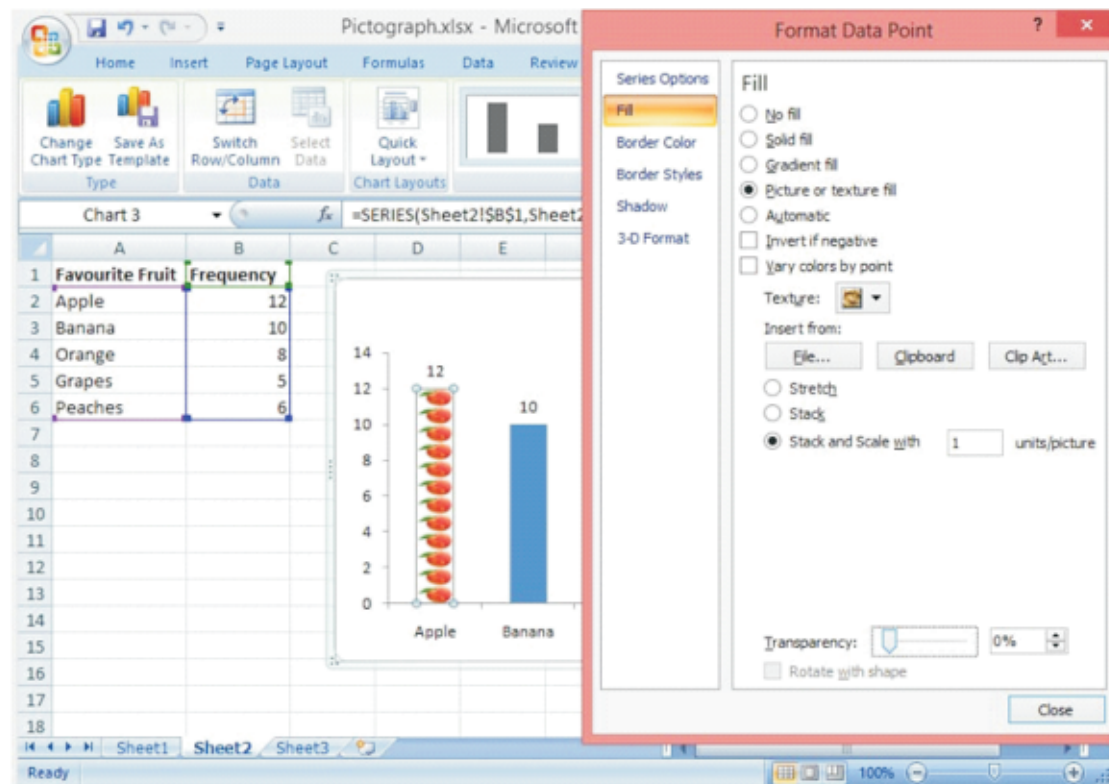 Pictograph.xlsx - Microsoft
Home Insert Page Layout Formulas Data Review
Change Chart Type
Save As Template
Switch Row/Column
Select Data
Quick Layout
Type Data Chart Layouts
Chart 3 fx =SERIES(Sheet2!$B$1,Sheet2
A B C D E
1 Favourite Fruit Frequency
2 Apple 12
3 Banana 10
4 Orange 8
5 Grapes 5
6 Peaches 6
7
8
9
10
11
12
13
14
15
16
17
18
14
12
10
8
6
4
2
0
12
10
Apple Banana
Sheet1 Sheet2 Sheet3
Ready
100%
Format Data Point ?
Series Options
Fill
Border Color
Border Styles
Shadow
3-D Format
Fill
No fill
Solid fill
Gradient fill
Picture or texture fill
Automatic
Invert if negative
Vary colors by point
Texture:
Insert from:
File... Clipboard Clip Art...
Stretch
Stack
Stack and Scale with 1 units/picture
Transparency: 0%
Rotate with shape
Close